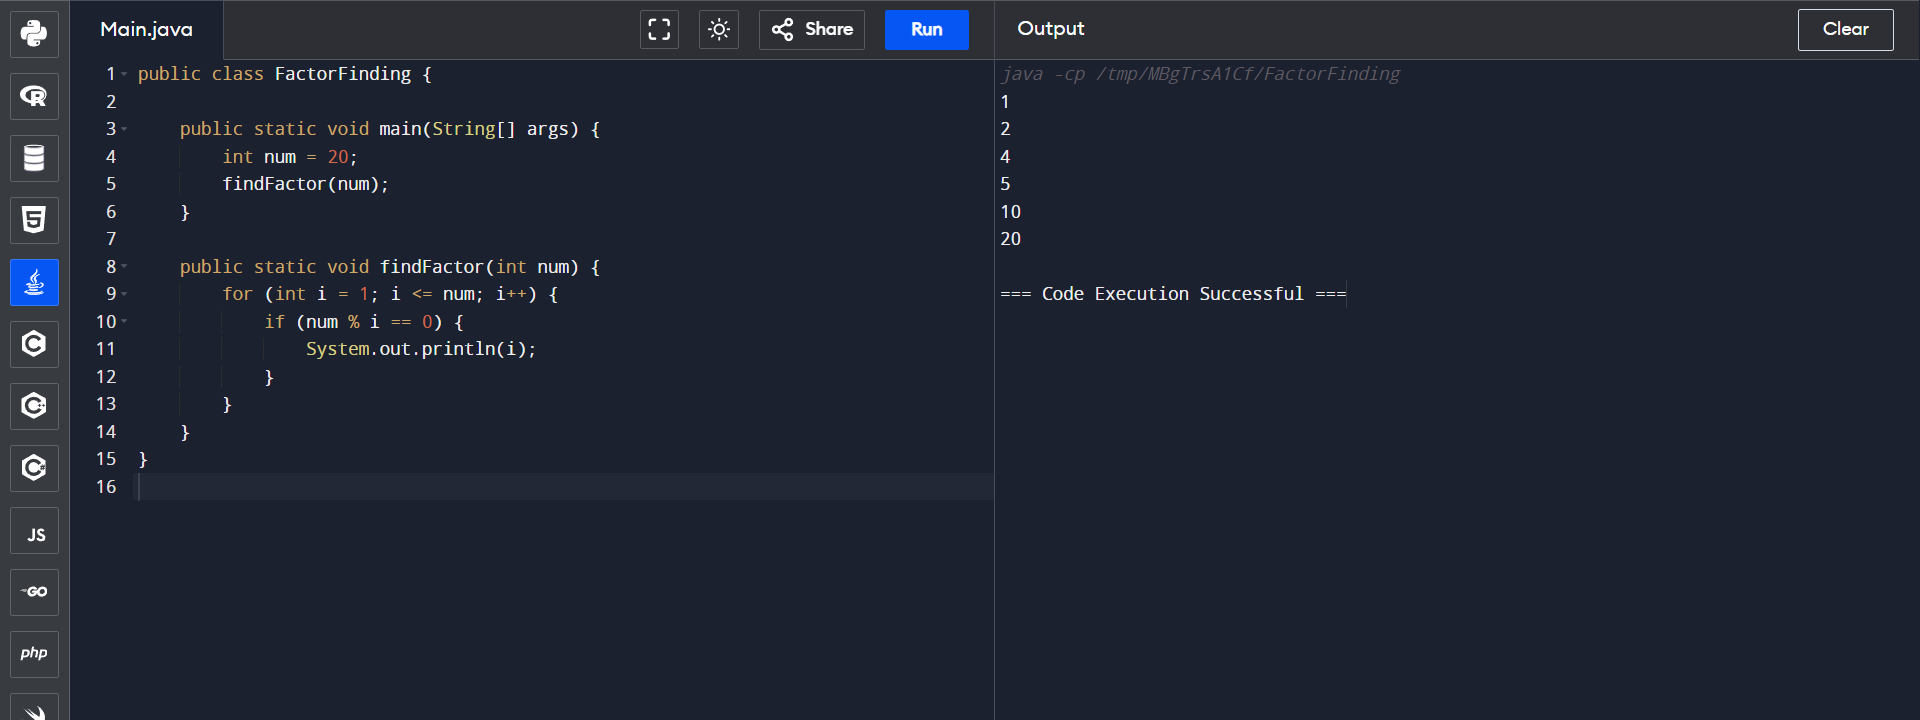 Main.java
Share
Run
Output
Clear
1 public class FactorFinding {
2
3     public static void main(String[] args) {
4         int num = 20;
5         findFactor(num);
6     }
7
8     public static void findFactor(int num) {
9         for (int i = 1; i <= num; i++) {
10             if (num % i == 0) {
11                 System.out.println(i);
12             }
13         }
14     }
15 }
16
java -cp /tmp/MBgTrsA1Cf/FactorFinding
1
2
4
5
10
20
=== Code Execution Successful ===
R
5
C
C++
C#
JS
GO
php